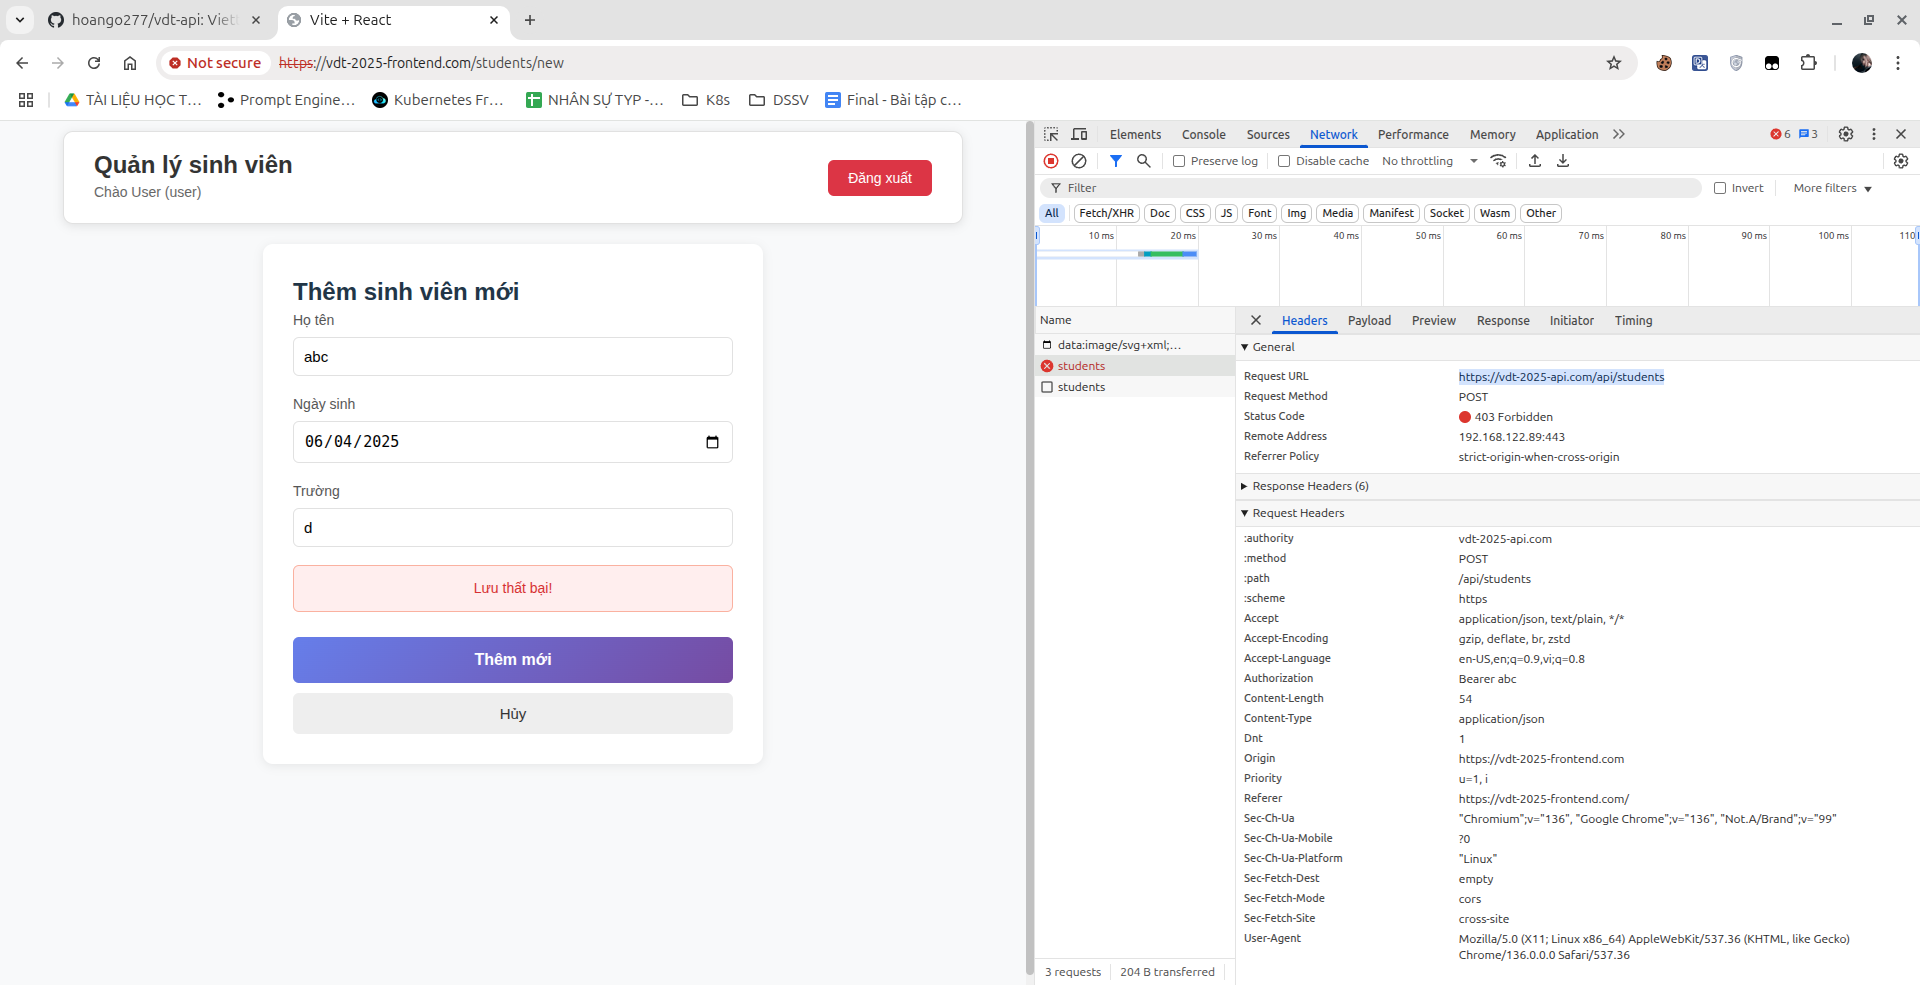 hoango277/vdt-api: Viet
Vite + React
Not secure
https://vdt-2025-frontend.com/students/new
TÀI LIỆU HỌC T...
Prompt Engine...
Kubernetes Fr...
NHÂN SỰ TYP -...
K8s
DSSV
Final - Bài tập c...
Quản lý sinh viên
Chào User (user)
Đăng xuất
Thêm sinh viên mới
Họ tên
abc
Ngày sinh
06/04/2025
Trường
d
Lưu thất bại!
Thêm mới
Hủy
Elements Console Sources Network Performance Memory Application 6 3
Preserve log Disable cache No throttling
Filter Invert More filters
All Fetch/XHR Doc CSS JS Font Img Media Manifest Socket Wasm Other
10 ms 20 ms 30 ms 40 ms 50 ms 60 ms 70 ms 80 ms 90 ms 100 ms 110
Name
data:image/svg+xml;...
students
students
3 requests 204 B transferred
Headers Payload Preview Response Initiator Timing
General
Request URL https://vdt-2025-api.com/api/students
Request Method POST
Status Code 403 Forbidden
Remote Address 192.168.122.89:443
Referrer Policy strict-origin-when-cross-origin
Response Headers (6)
Request Headers
:authority vdt-2025-api.com
:method POST
:path /api/students
:scheme https
Accept application/json, text/plain, */*
Accept-Encoding gzip, deflate, br, zstd
Accept-Language en-US,en;q=0.9,vi;q=0.8
Authorization Bearer abc
Content-Length 54
Content-Type application/json
Dnt 1
Origin https://vdt-2025-frontend.com
Priority u=1, i
Referer https://vdt-2025-frontend.com/
Sec-Ch-Ua "Chromium";v="136", "Google Chrome";v="136", "Not.A/Brand";v="99"
Sec-Ch-Ua-Mobile ?0
Sec-Ch-Ua-Platform "Linux"
Sec-Fetch-Dest empty
Sec-Fetch-Mode cors
Sec-Fetch-Site cross-site
User-Agent Mozilla/5.0 (X11; Linux x86_64) AppleWebKit/537.36 (KHTML, like Gecko)
Chrome/136.0.0.0 Safari/537.36